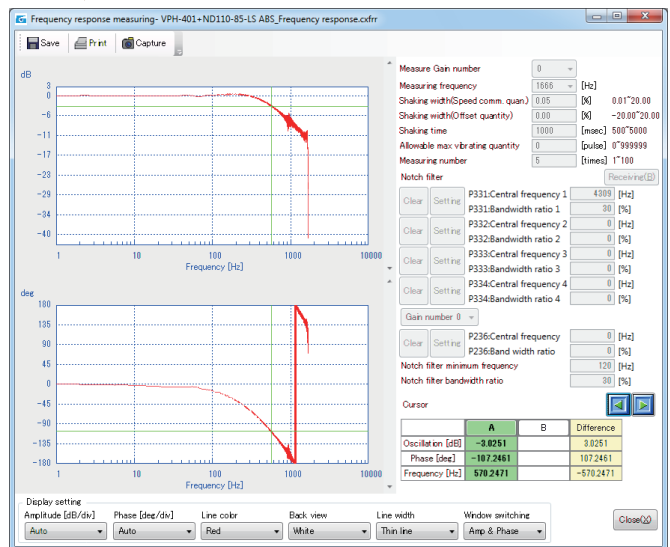 Frequency response measuring- VPH-401+ND110-85-LS ABS_Frequency response.cxfrr
Save Print Capture
dB
3
0
-6
-11
-17
-23
-29
-34
-40
1 10 100 1000 10000
Frequency [Hz]
deg
180
135
90
45
0
-45
-90
-135
-180
1 10 100 1000 10000
Frequency [Hz]
Measure Gain number 0
Measuring frequency 1666 [Hz]
Shaking width(Speed comm. quan.) 0.05 [%] 0.01~20.00
Shaking width(Offset quantity) 0.00 [%] -20.00~20.00
Shaking time 1000 [msec] 500~5000
Allowable max vibrating quantity 0 [pulse] 0~999999
Measuring number 5 [times] 1~100
Notch filter Receiving(R)
Clear Setting P331:Central frequency 1 4309 [Hz]
P331:Bandwidth ratio 1 30 [%]
Clear Setting P332:Central frequency 2 0 [Hz]
P332:Bandwidth ratio 2 0 [%]
Clear Setting P333:Central frequency 3 0 [Hz]
P333:Bandwidth ratio 3 0 [%]
Clear Setting P334:Central frequency 4 0 [Hz]
P334:Bandwidth ratio 4 0 [%]
Gain number 0
Clear Setting P236:Central frequency 0 [Hz]
P236:Band width ratio 0 [%]
Notch filter minimum frequency 120 [Hz]
Notch filter bandwidth ratio 30 [%]
Cursor
A B Difference
Oscillation [dB] -3.0251 3.0251
Phase [deg] -107.2461 107.2461
Frequency [Hz] 570.2471 -570.2471
Display setting
Amplitude [dB/div] Phase [deg/div] Line color Back view Line width Window switching
Auto Auto Red White Thin line Amp & Phase Close(X)